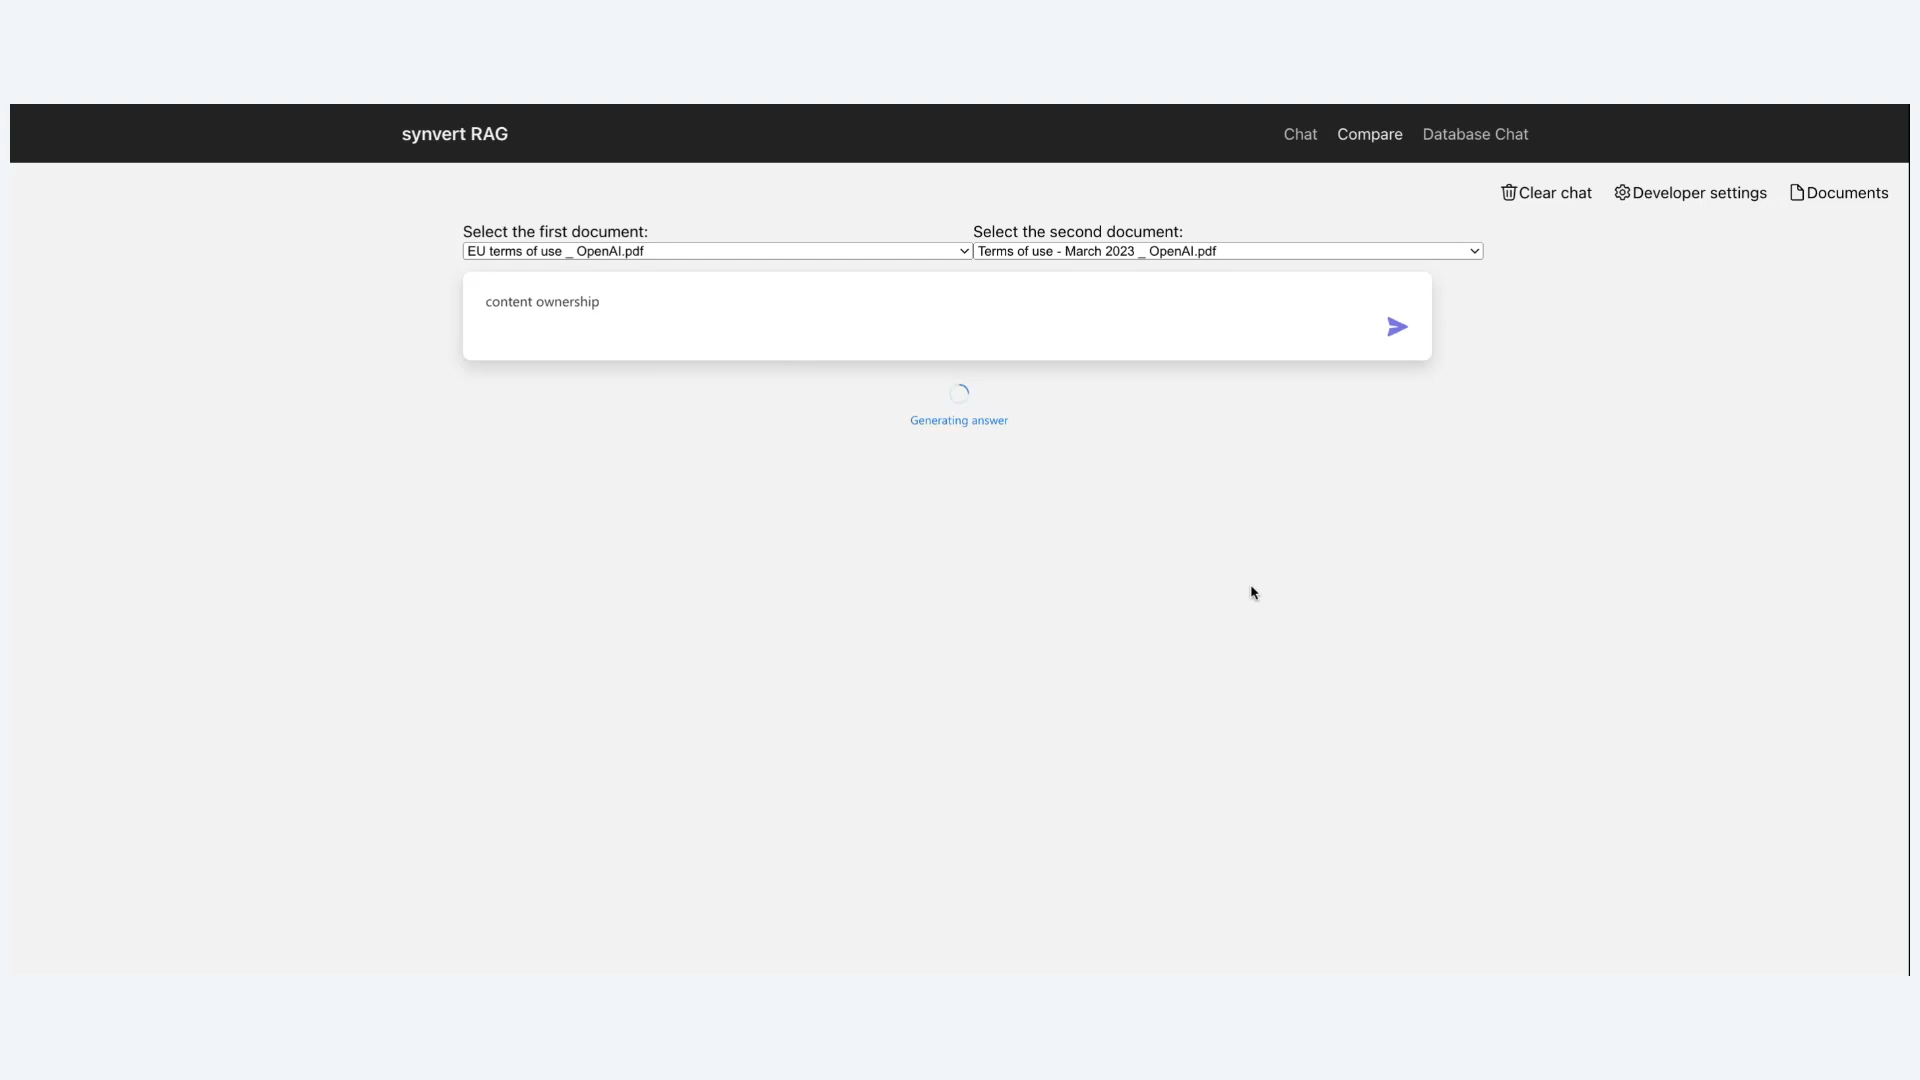 synvert RAG
Chat Compare Database Chat
Clear chat Developer settings Documents
Select the first document: Select the second document:
EU terms of use _ OpenAI.pdf Terms of use - March 2023 _ OpenAI.pdf
content ownership
Generating answer